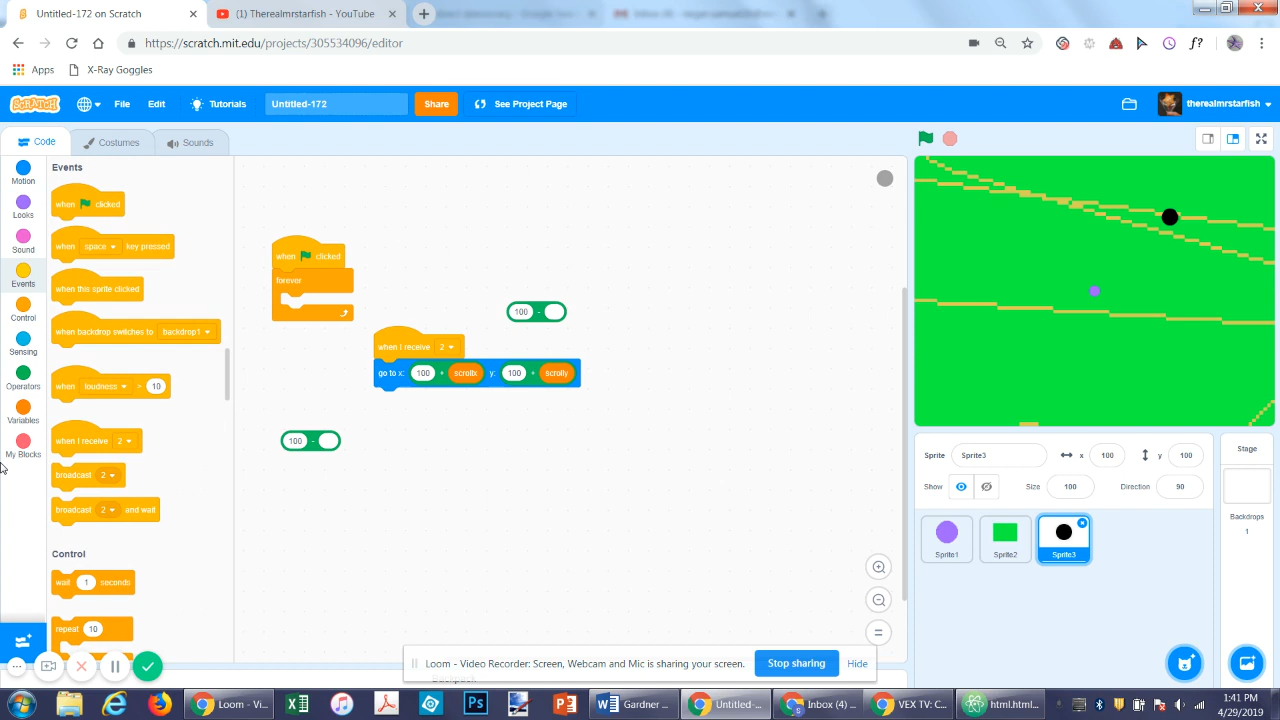 Untitled-172 on Scratch
(1) Therealmrstarfish - YouTube
https://scratch.mit.edu/projects/305534096/editor
f?
Apps
X-Ray Goggles
SCRATCH
File
Edit
Tutorials
Untitled-172
Share
See Project Page
therealmrstarfish
Code
Costumes
Sounds
Motion
Looks
Sound
Events
Control
Sensing
Operators
Variables
My Blocks
Events
when clicked
when space key pressed
when this sprite clicked
when backdrop switches to backdrop1
when loudness > 10
when I receive 2
broadcast 2
broadcast 2 and wait
Control
wait 1 seconds
repeat 10
when clicked
forever
100 -
when I receive 2
go to x: 100 + scrollx y: 100 + scrolly
100 -
Sprite Sprite3 x 100 y 100
Show Size 100 Direction 90
Sprite1
Sprite2
Sprite3
Stage
Backdrops
1
Loom - Video Recorder: Screen, Webcam and Mic is sharing your screen.
Stop sharing
Hide
Backpack
Loom - Vi...
Gardner ...
Untitled-...
Inbox (4) ...
VEX TV: C...
html.html...
1:41 PM
4/29/2019